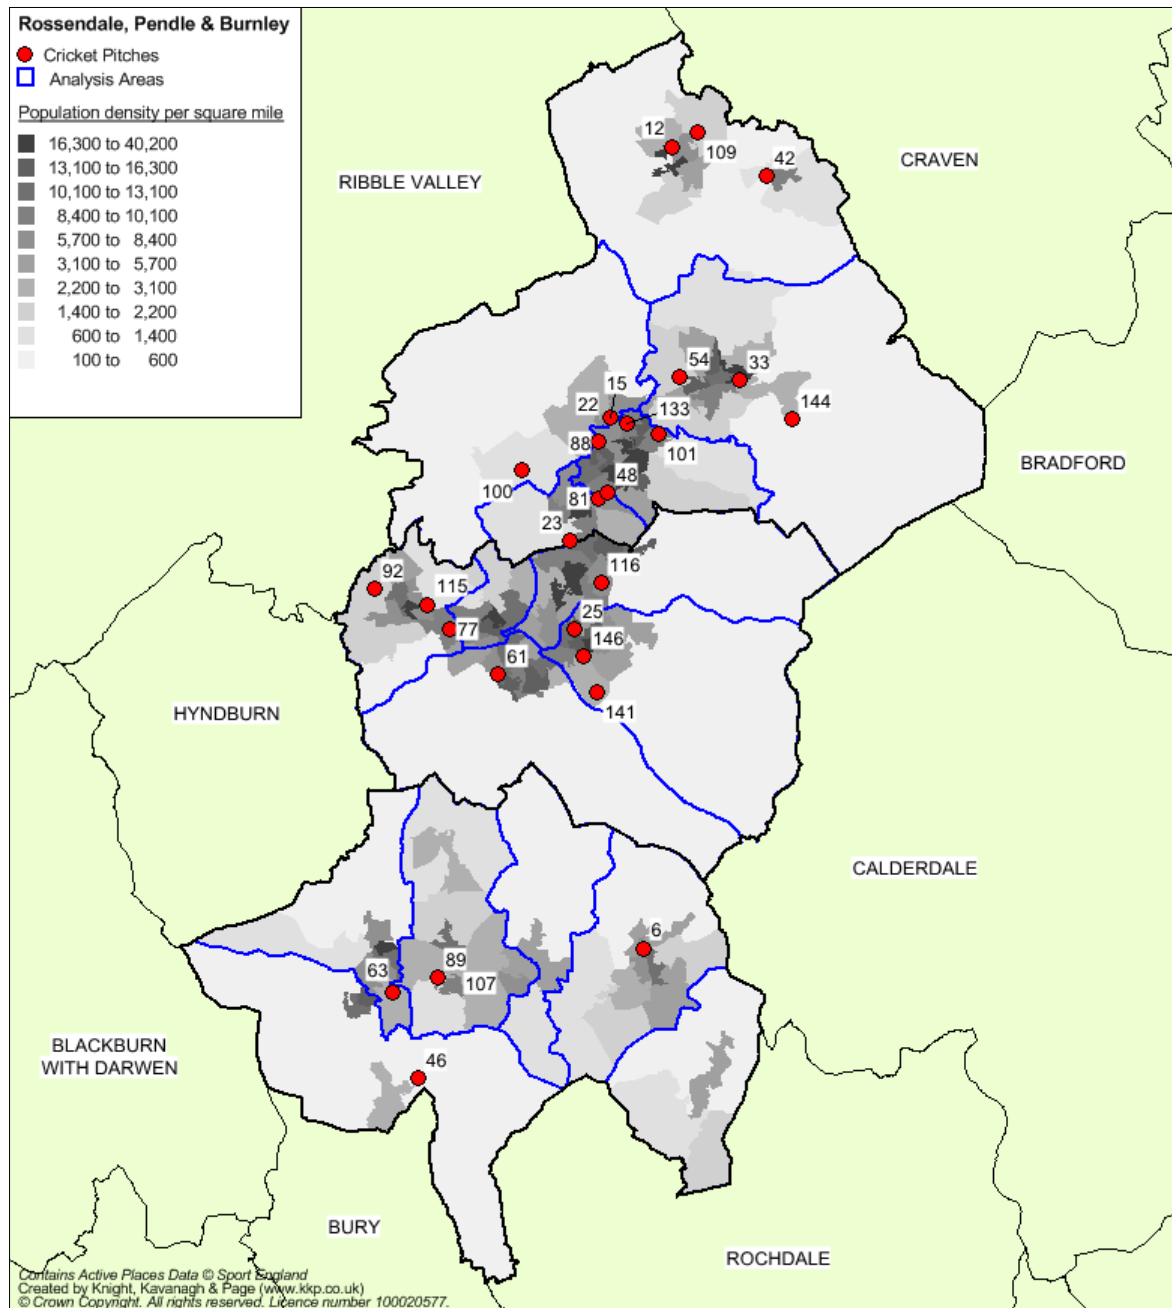 Rossendale, Pendle & Burnley
Cricket Pitches
Analysis Areas
Population density per square mile
16,300 to 40,200
13,100 to 16,300
10,100 to 13,100
8,400 to 10,100
5,700 to 8,400
3,100 to 5,700
2,200 to 3,100
1,400 to 2,200
600 to 1,400
100 to 600
12
109
42
CRAVEN
RIBBLE VALLEY
54
33
15
22
133
144
88
101
BRADFORD
100
48
81
23
92
116
115
25
77
146
61
141
HYNDBURN
CALDERDALE
6
89
63
107
BLACKBURN
WITH DARWEN
46
BURY
ROCHDALE
Contains Active Places Data © Sport England
Created by Knight, Kavanagh & Page (www.kkp.co.uk)
© Crown Copyright. All rights reserved. Licence number 100020577.